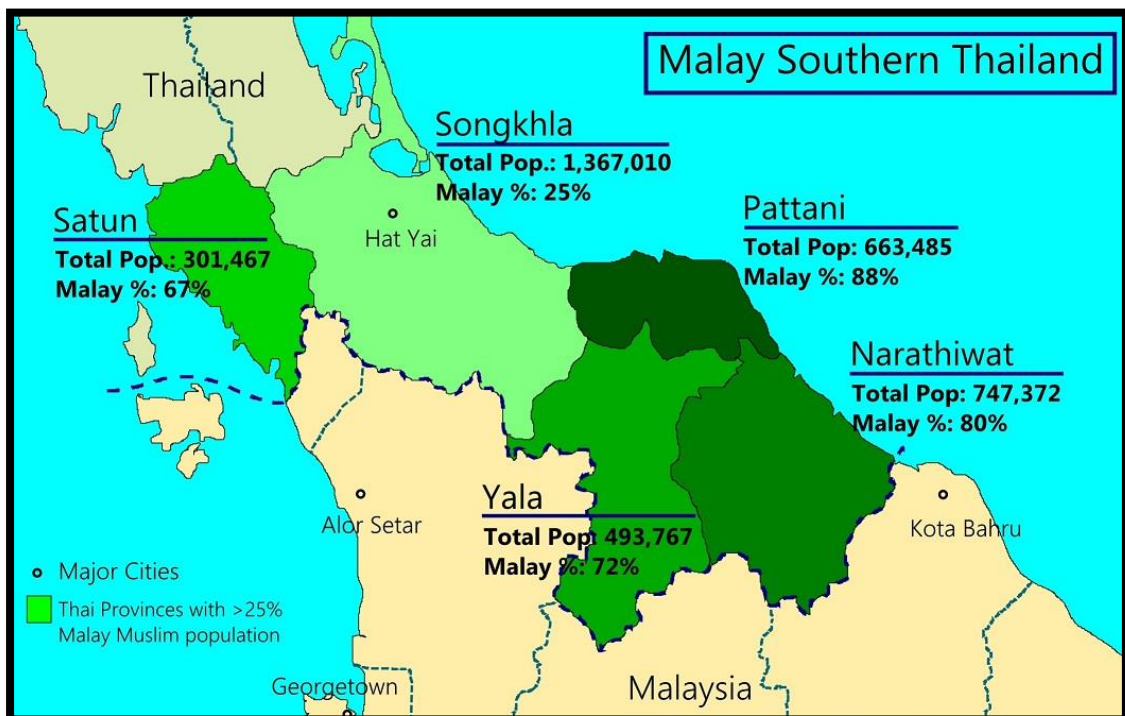 Malay Southern Thailand
Thailand
Songkhla
Total Pop.: 1,367,010
Malay %: 25%
Hat Yai
Satun
Total Pop.: 301,467
Malay %: 67%
Pattani
Total Pop: 663,485
Malay %: 88%
Narathiwat
Total Pop: 747,372
Malay %: 80%
Yala
Total Pop: 493,767
Malay %: 72%
Alor Setar
Kota Bahru
Major Cities
Thai Provinces with >25%
Malay Muslim population
Georgetown
Malaysia